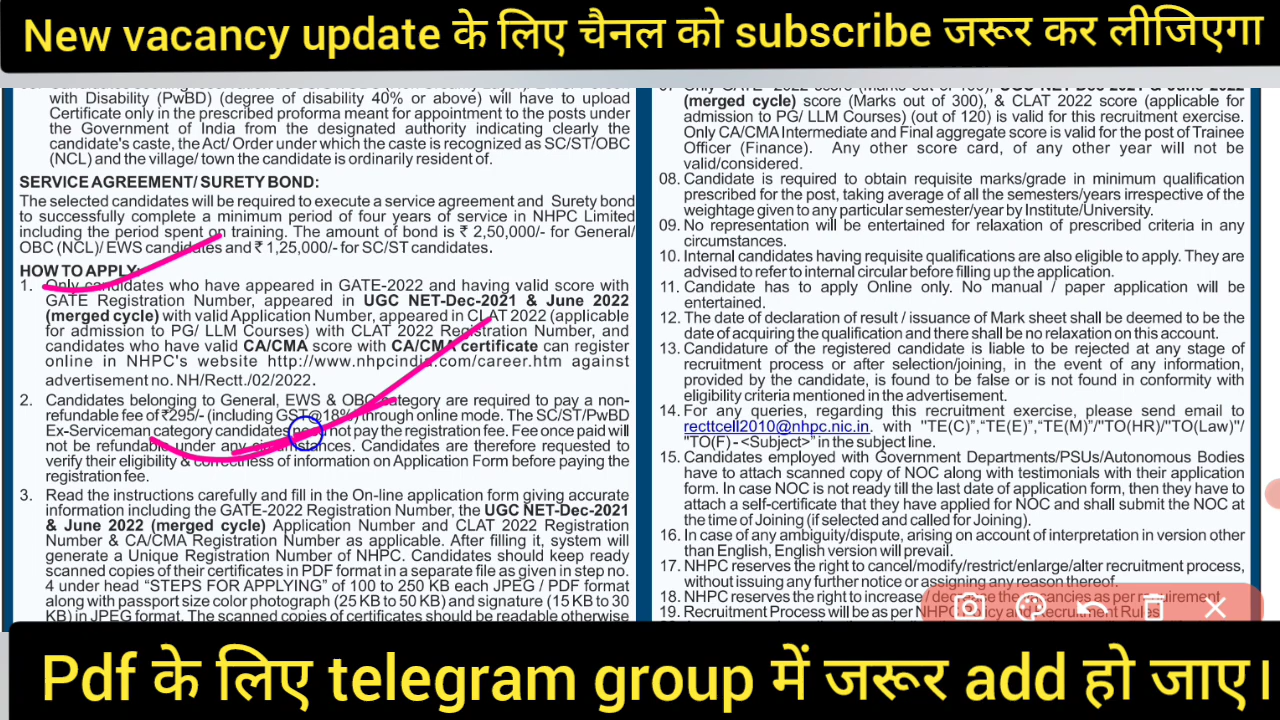 New vacancy update के लिए चैनल को subscribe जरूर कर लीजिएगा
with Disability (PwBD) (degree of disability 40% or above) will have to upload
Certificate only in the prescribed proforma meant for appointment to the posts under
the Government of India from the designated authority indicating clearly the
candidate's caste, the Act/ Order under which the caste is recognized as SC/ST/OBC
(NCL) and the village/ town the candidate is ordinarily resident of.
SERVICE AGREEMENT/ SURETY BOND:
The selected candidates will be required to execute a service agreement and Surety bond
to successfully complete a minimum period of four years of service in NHPC Limited
including the period spent on training. The amount of bond is ₹ 2,50,000/- for General/
OBC (NCL)/ EWS candidates and ₹ 1,25,000/- for SC/ST candidates.
HOW TO APPLY:
1. Only candidates who have appeared in GATE-2022 and having valid score with
GATE Registration Number, appeared in UGC NET-Dec-2021 & June 2022
(merged cycle) with valid Application Number, appeared in CLAT 2022 (applicable
for admission to PG/ LLM Courses) with CLAT 2022 Registration Number, and
candidates who have valid CA/CMA score with CA/CMA certificate can register
online in NHPC's website http://www.nhpcindia.com/career.htm against
advertisement no. NH/Rectt./02/2022.
2. Candidates belonging to General, EWS & OBC category are required to pay a non-
refundable fee of ₹295/- (including GST@18%) through online mode. The SC/ST/PwBD
Ex-Serviceman category candidates need not pay the registration fee. Fee once paid will
not be refundable under any circumstances. Candidates are therefore requested to
verify their eligibility & correctness of information on Application Form before paying the
registration fee.
3. Read the instructions carefully and fill in the On-line application form giving accurate
information including the GATE-2022 Registration Number, the UGC NET-Dec-2021
& June 2022 (merged cycle) Application Number and CLAT 2022 Registration
Number & CA/CMA Registration Number as applicable. After filling it, system will
generate a Unique Registration Number of NHPC. Candidates should keep ready
scanned copies of their certificates in PDF format in a separate file as given in step no.
4 under head “STEPS FOR APPLYING” of 100 to 250 KB each JPEG / PDF format
along with passport size color photograph (25 KB to 50 KB) and signature (15 KB to 30
KB) in JPEG format. The scanned copies of certificates should be readable otherwise
(merged cycle) score (Marks out of 300), & CLAT 2022 score (applicable for
admission to PG/ LLM Courses) (out of 120) is valid for this recruitment exercise.
Only CA/CMA Intermediate and Final aggregate score is valid for the post of Trainee
Officer (Finance). Any other score card, of any other year will not be
valid/considered.
08. Candidate is required to obtain requisite marks/grade in minimum qualification
prescribed for the post, taking average of all the semesters/years irrespective of the
weightage given to any particular semester/year by Institute/University.
09. No representation will be entertained for relaxation of prescribed criteria in any
circumstances.
10. Internal candidates having requisite qualifications are also eligible to apply. They are
advised to refer to internal circular before filling up the application.
11. Candidate has to apply Online only. No manual / paper application will be
entertained.
12. The date of declaration of result / issuance of Mark sheet shall be deemed to be the
date of acquiring the qualification and there shall be no relaxation on this account.
13. Candidature of the registered candidate is liable to be rejected at any stage of
recruitment process or after selection/joining, in the event of any information,
provided by the candidate, is found to be false or is not found in conformity with
eligibility criteria mentioned in the advertisement.
14. For any queries, regarding this recruitment exercise, please send email to
recttcell2010@nhpc.nic.in. with "TE(C)",“TE(E)”,“TE(M)”/"TO(HR)/"TO(Law)"/
"TO(F) - <Subject>” in the subject line.
15. Candidates employed with Government Departments/PSUs/Autonomous Bodies
have to attach scanned copy of NOC along with testimonials with their application
form. In case NOC is not ready till the last date of application form, then they have to
attach a self-certificate that they have applied for NOC and shall submit the NOC at
the time of Joining (if selected and called for Joining).
16. In case of any ambiguity/dispute, arising on account of interpretation in version other
than English, English version will prevail.
17. NHPC reserves the right to cancel/modify/restrict/enlarge/alter recruitment process,
without issuing any further notice or assigning any reason thereof.
18. NHPC reserves the right to increase / decrease the vacancies as per requirement
19. Recruitment Process will be as per NHPC Policy and Recruitment Rules
Pdf के लिए telegram group में जरूर add हो जाए।